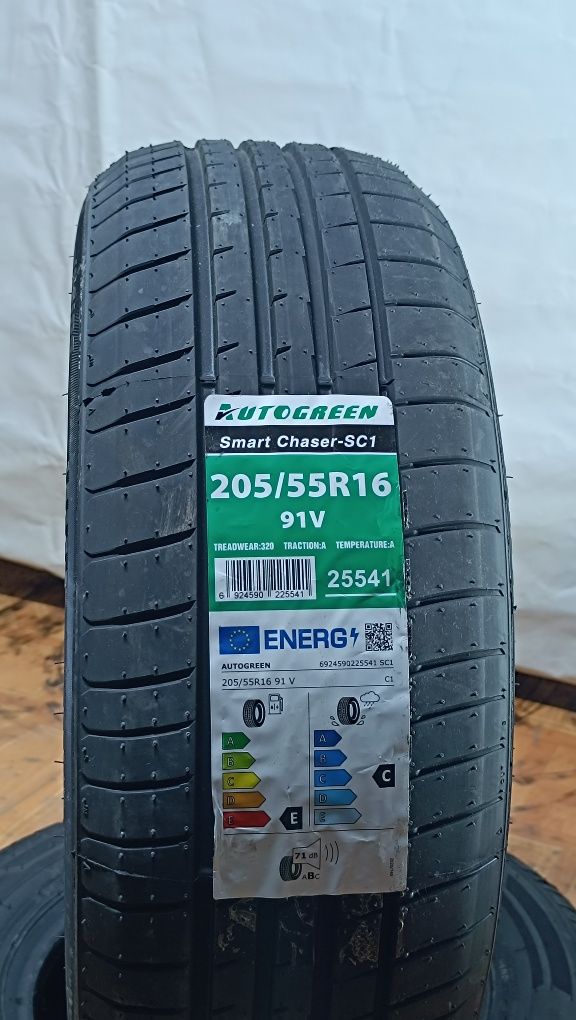 AUTOGREEN
Smart Chaser-SC1
205/55R16
91V
TREADWEAR:320 TRACTION:A TEMPERATURE:A
6 924590 225541
25541
ENERG
AUTOGREEN 6924590225541 SC1
205/55R16 91 V C1
A A
B B
C C C
D D
E E E
71 dB
ABC